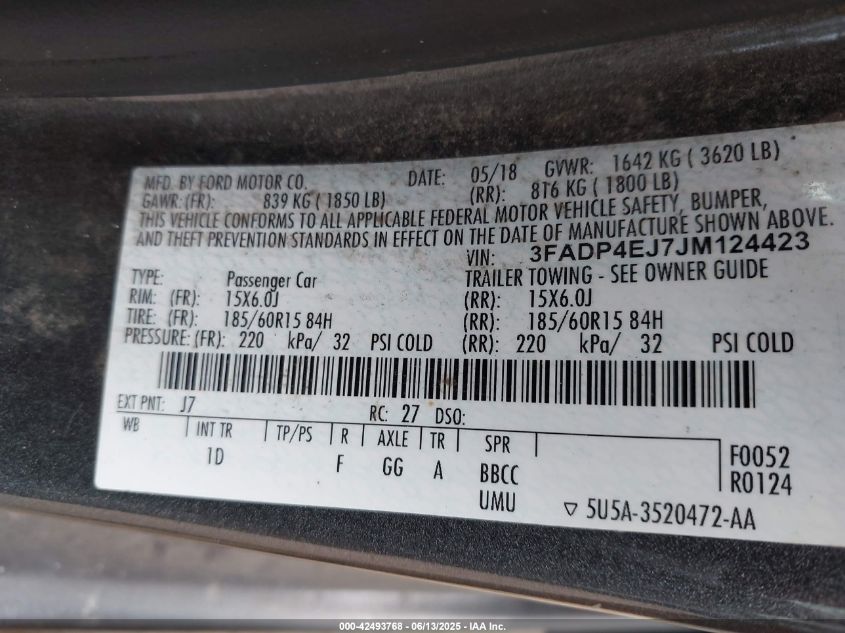 MFD. BY FORD MOTOR CO. DATE: 05/18 GVWR: 1642 KG ( 3620 LB)
GAWR: (FR): 839 KG ( 1850 LB) (RR): 816 KG ( 1800 LB)
THIS VEHICLE CONFORMS TO ALL APPLICABLE FEDERAL MOTOR VEHICLE SAFETY, BUMPER,
AND THEFT PREVENTION STANDARDS IN EFFECT ON THE DATE OF MANUFACTURE SHOWN ABOVE.
VIN: 3FADP4EJ7JM124423
TYPE: Passenger Car TRAILER TOWING - SEE OWNER GUIDE
RIM: (FR): 15X6.0J (RR): 15X6.0J
TIRE: (FR): 185/60R15 84H (RR): 185/60R15 84H
PRESSURE: (FR): 220 kPa/ 32 PSI COLD (RR): 220 kPa/ 32 PSI COLD
EXT PNT: J7 RC: 27 DSO:
WB INT TR TP/PS R AXLE TR SPR
1D F GG A BBCC F0052
UMU R0124
▽ 5U5A-3520472-AA
000-42493768 - 06/13/2025 - IAA Inc.